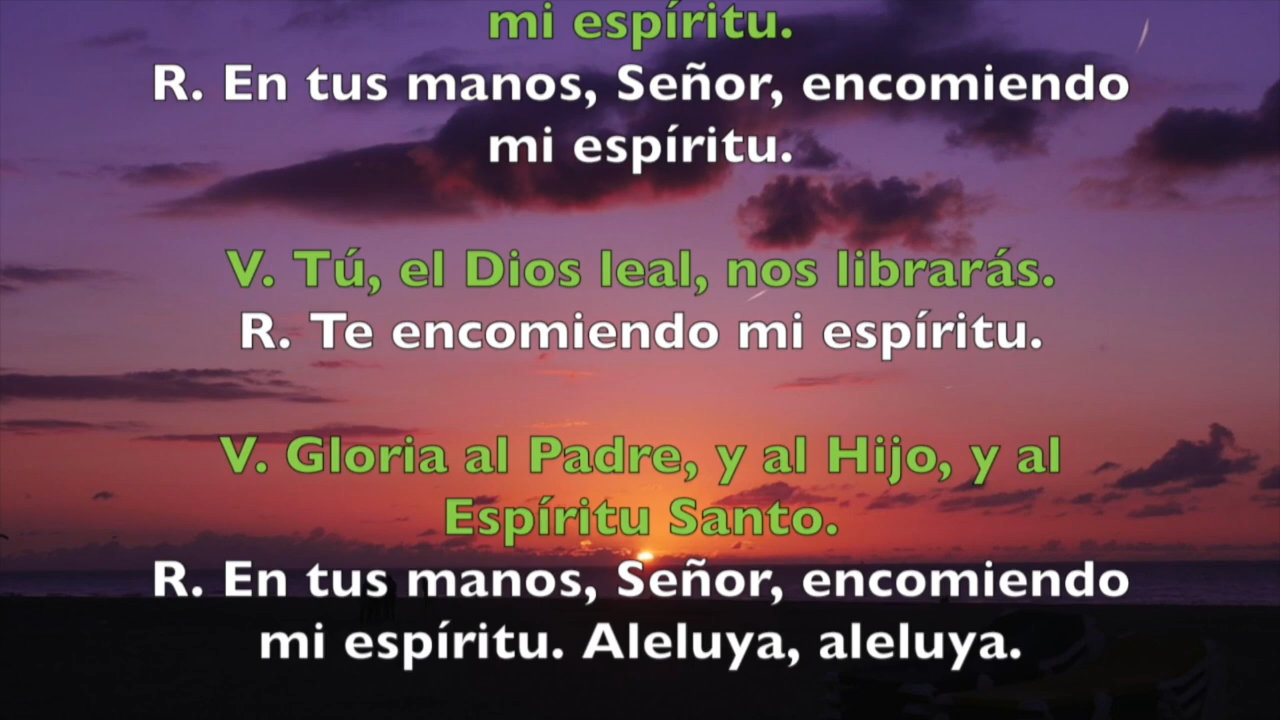 mi espíritu.
R. En tus manos, Señor, encomiendo
mi espíritu.
V. Tú, el Dios leal, nos librarás.
R. Te encomiendo mi espíritu.
V. Gloria al Padre, y al Hijo, y al
Espíritu Santo.
R. En tus manos, Señor, encomiendo
mi espíritu. Aleluya, aleluya.